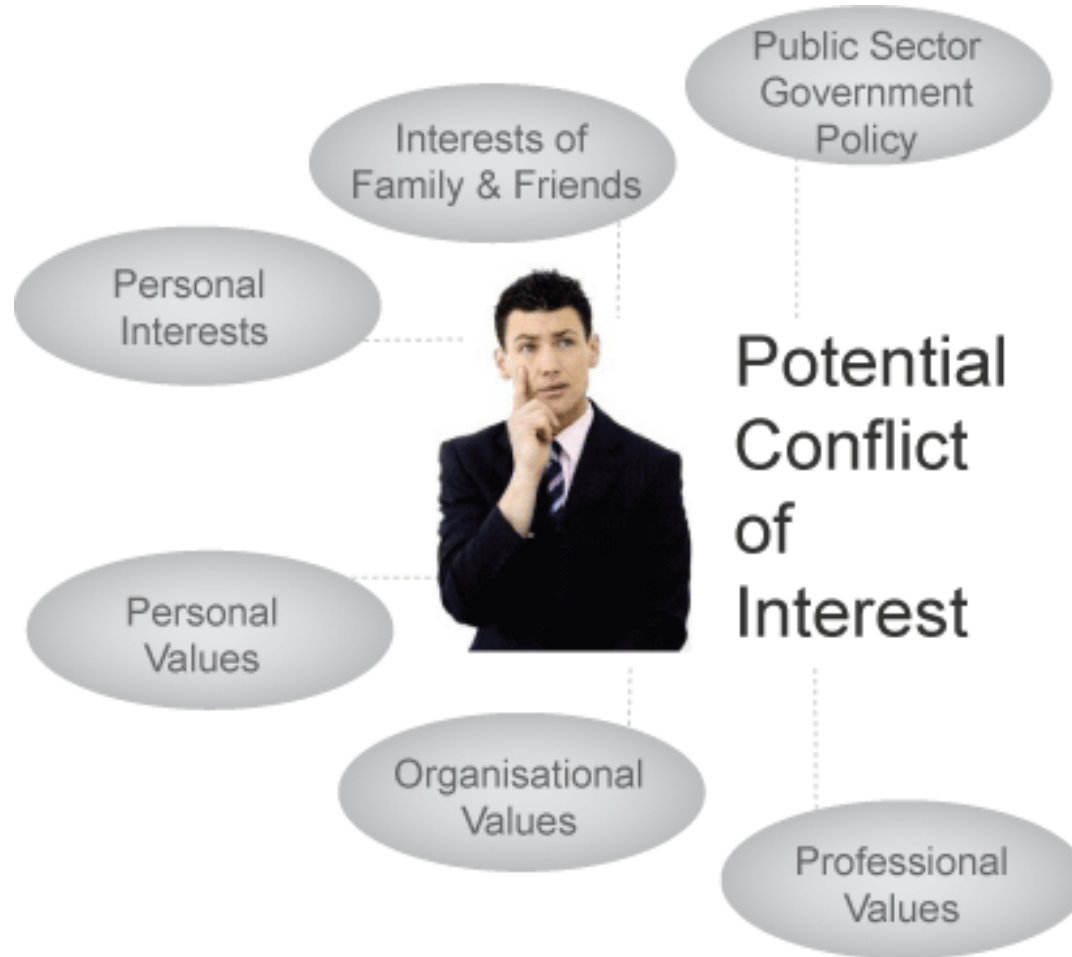 Public Sector
Government
Policy
Interests of
Family & Friends
Personal
Interests
Potential
Conflict
of
Interest
Personal
Values
Organisational
Values
Professional
Values